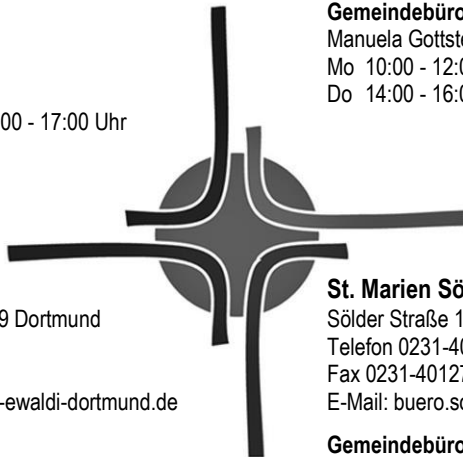 Gemeindebüro
Manuela
Mo 10:00 - 12:0
Do 14:00 - 16:0
00 - 17:00 Uhr
9 Dortmund
-ewaldi-dortmund.de
St. Marien Sö
Sölder Straße 1
Telefon 0231-40
Fax 0231-40127
E-Mail: buero.so
Gemeindebüro